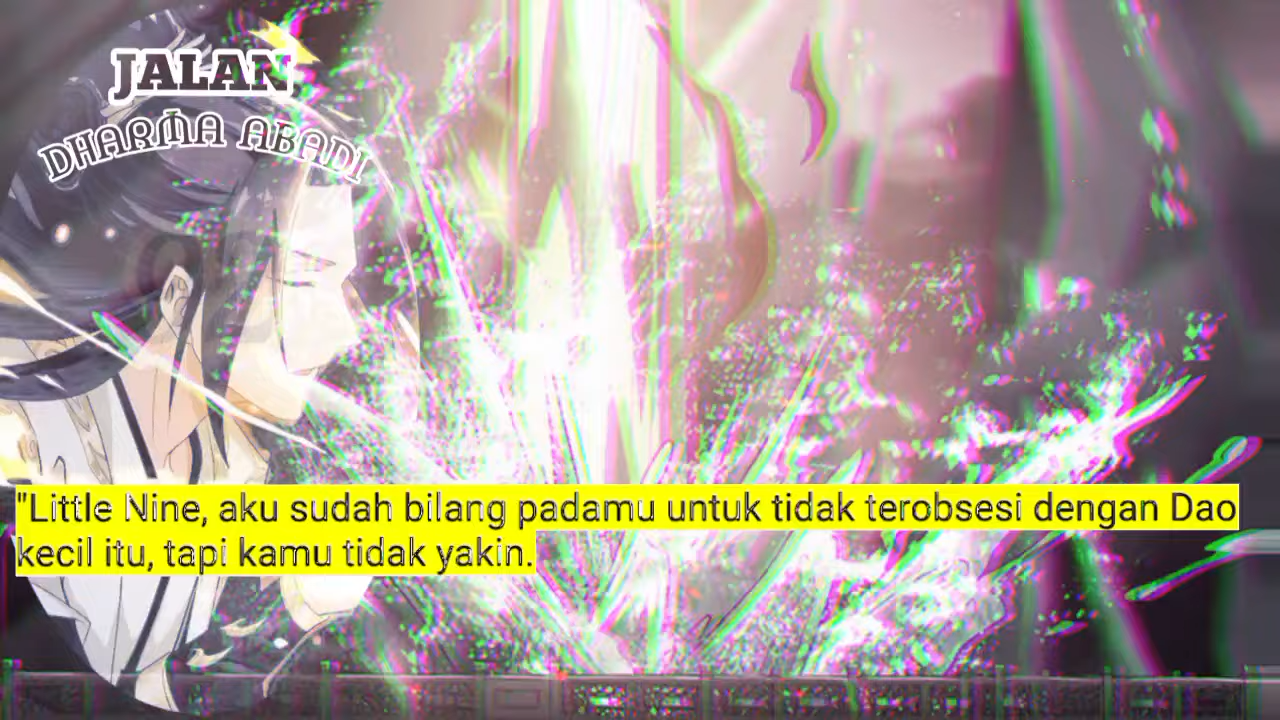 JALAN
DHARMA ABADI
"Little Nine, aku sudah bilang padamu untuk tidak terobsesi dengan Dao
kecil itu, tapi kamu tidak yakin.